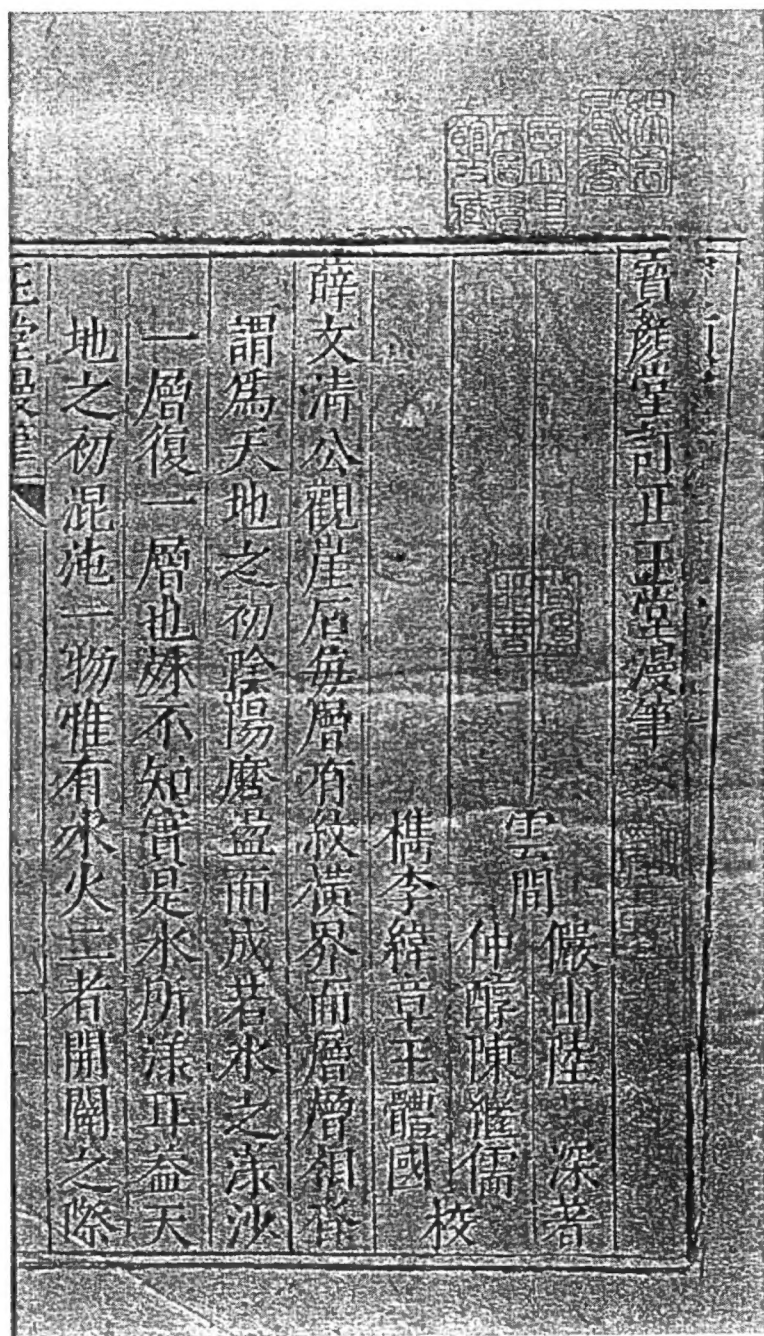 寶顏堂訂正玉堂漫筆
雲間
儼山陸　深著
仲醇陳繼儒
檇李緯章王體國
校
薛文清公觀崖石每層有紋橫界而層層相沓
謂爲天地之初陰陽磨盪而成若水之漾沙
一層復一層也殊不知實是水所漾耳葢天
地之初混沌一物惟有水火二者開闢之際
玉堂漫筆